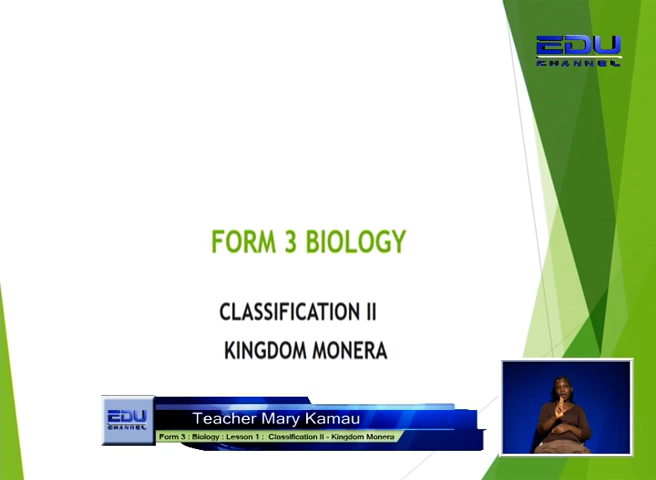 EDU
CHANNEL
FORM 3 BIOLOGY
CLASSIFICATION II
KINGDOM MONERA
EDU
CHANNEL
Teacher Mary Kamau
Form 3 : Biology : Lesson 1 : Classification II - Kingdom Monera